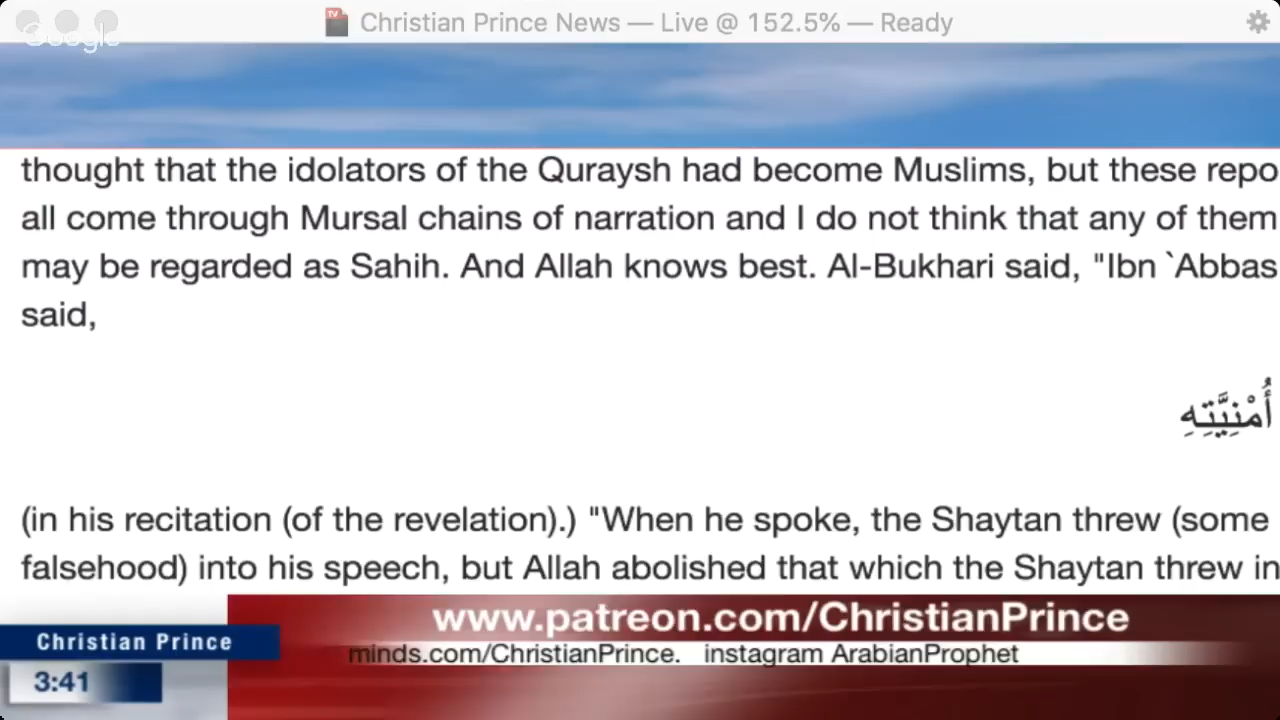 Christian Prince News — Live @ 152.5% — Ready
Google
thought that the idolators of the Quraysh had become Muslims, but these repo
all come through Mursal chains of narration and I do not think that any of them
may be regarded as Sahih. And Allah knows best. Al-Bukhari said, "Ibn `Abbas
said,
أُمْنِيَّتِهِ
(in his recitation (of the revelation).) "When he spoke, the Shaytan threw (some
falsehood) into his speech, but Allah abolished that which the Shaytan threw in
www.patreon.com/ChristianPrince
Christian Prince
minds.com/ChristianPrince. instagram ArabianProphet
3:41